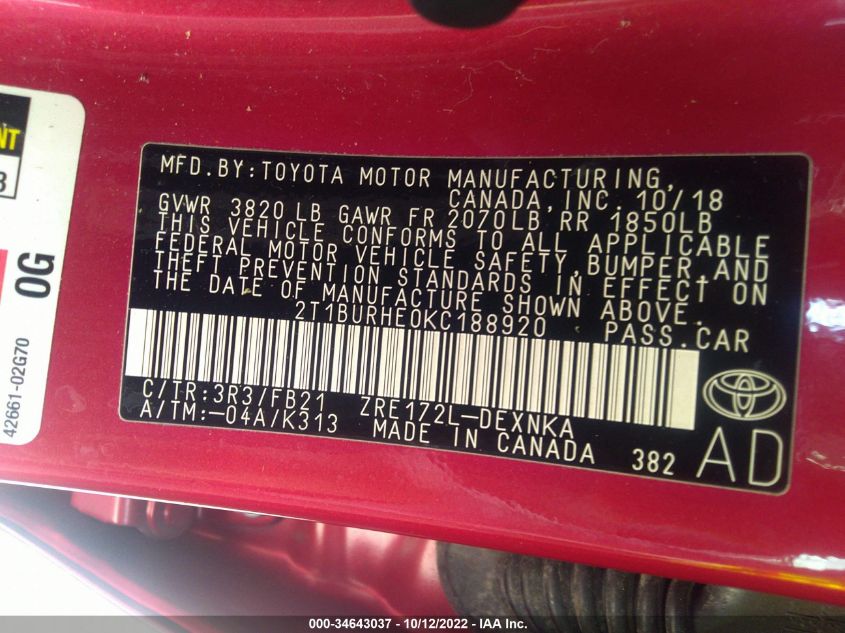 NT
3
0G
42661-02G70
MFD.BY:TOYOTA MOTOR MANUFACTURING,
CANADA,INC. 10/18
GVWR 3820 LB GAWR FR 2070LB RR 1850LB
THIS VEHICLE CONFORMS TO ALL APPLICABLE
FEDERAL MOTOR VEHICLE SAFETY,BUMPER,AND
THEFT PREVENTION STANDARDS IN EFFECT ON
THE DATE OF MANUFACTURE SHOWN ABOVE.
2T1BURHE0KC188920 PASS.CAR
C/TR:3R3/FB21 ZRE172L-DEXNKA
A/TM:-04A/K313 MADE IN CANADA 382
AD
000-34643037 - 10/12/2022 - IAA Inc.